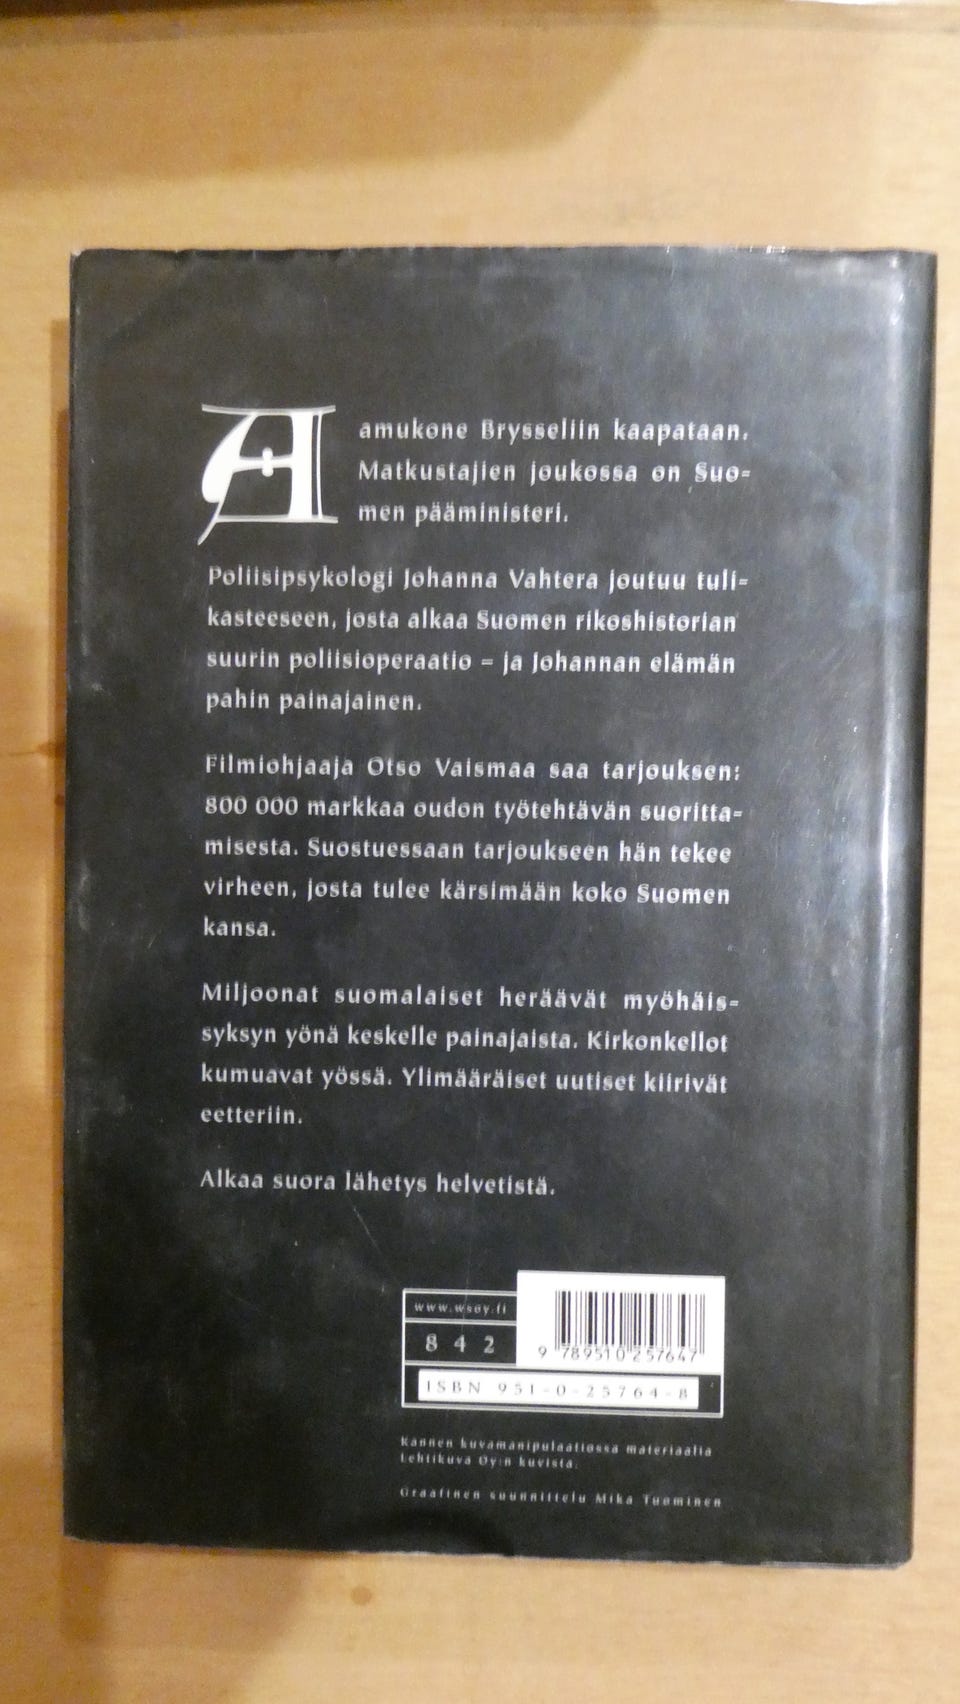 Aamukone Brysseliin kaapataan.
Matkustajien joukossa on Suo-
men pääministeri.
Poliisipsykologi Johanna Vahtera joutuu tuli-
kasteeseen, josta alkaa Suomen rikoshistorian
suurin poliisioperaatio – ja Johannan elämän
pahin painajainen.
Filmiohjaaja Otso Vaismaa saa tarjouksen:
800 000 markkaa oudon työtehtävän suoritta-
misesta. Suostuessaan tarjoukseen hän tekee
virheen, josta tulee kärsimään koko Suomen
kansa.
Miljoonat suomalaiset heräävät myöhäis-
syksyn yönä keskelle painajaista. Kirkonkellot
kumuavat yössä. Ylimääräiset uutiset kiirivät
eetteriin.
Alkaa suora lähetys helvetistä.
www.wsoy.fi
842
9 789510 257647
ISBN 951-0-25764-8
Kannen kuvamanipulaatiossa materiaalia
Lehtikuva Oy:n kuvista.
Graafinen suunnittelu Mika Tuominen